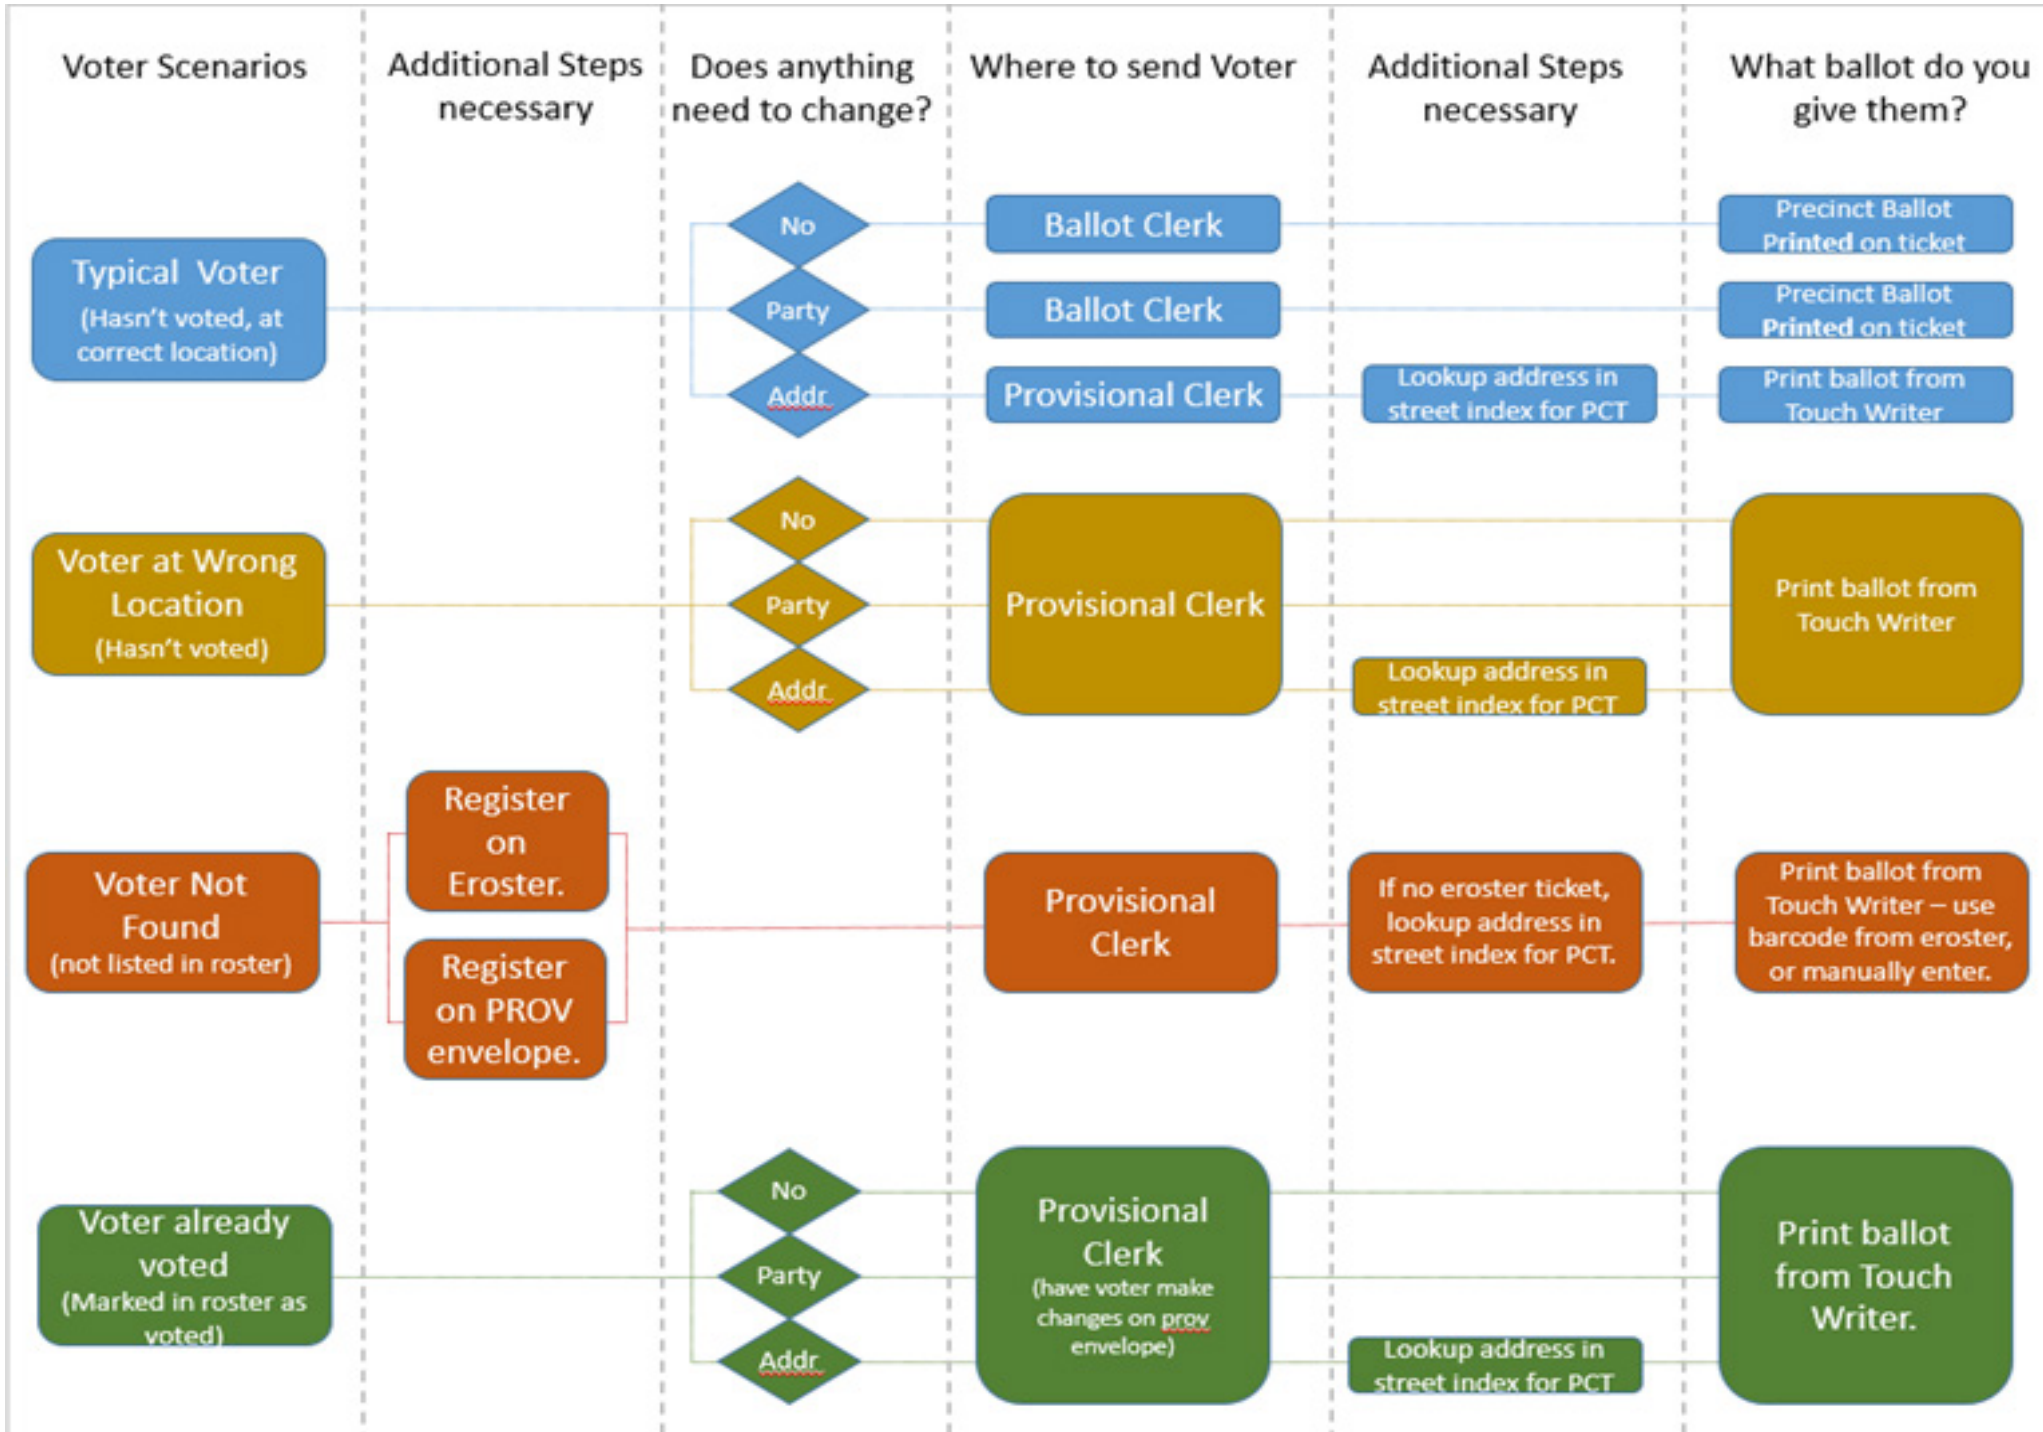 Voter Scenarios
Additional Steps
necessary
Does anything
need to change?
Where to send Voter
Additional Steps
necessary
What ballot do you
give them?
Typical Voter
(Hasn't voted, at
correct location)
No
Ballot Clerk
Precinct Ballot
Printed on ticket
Party
Ballot Clerk
Precinct Ballot
Printed on ticket
Addr
Provisional Clerk
Lookup address in
street index for PCT
Print ballot from
Touch Writer
Voter at Wrong
Location
(Hasn't voted)
No
Party
Addr
Provisional Clerk
Lookup address in
street index for PCT
Print ballot from
Touch Writer
Voter Not
Found
(not listed in roster)
Register
on
Eroster.
Register
on PROV
envelope.
Provisional
Clerk
If no eroster ticket,
lookup address in
street index for PCT.
Print ballot from
Touch Writer – use
barcode from eroster,
or manually enter.
Voter already
voted
(Marked in roster as
voted)
No
Party
Addr
Provisional
Clerk
(have voter make
changes on prov
envelope)
Lookup address in
street index for PCT
Print ballot
from Touch
Writer.